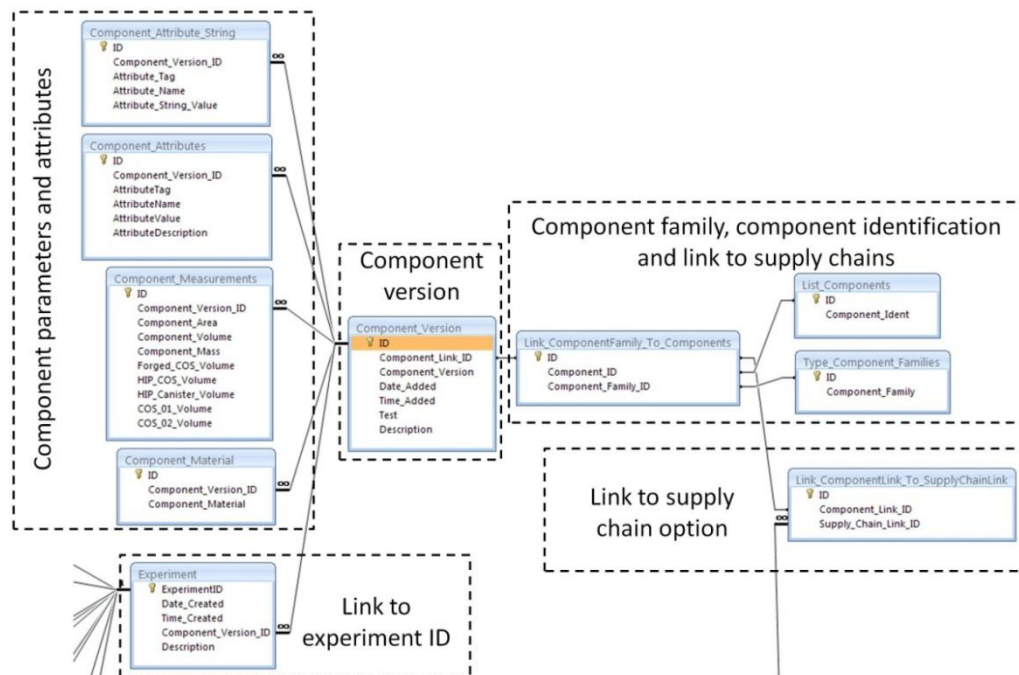 Component parameters and attributes
Component_Attribute_String
ID
Component_Version_ID
Attribute_Tag
Attribute_Name
Attribute_String_Value
Component_Attributes
ID
Component_Version_ID
AttributeTag
AttributeName
AttributeValue
AttributeDescription
Component_Measurements
ID
Component_Version_ID
Component_Area
Component_Volume
Component_Mass
Forged_COS_Volume
HIP_COS_Volume
HIP_Canister_Volume
COS_01_Volume
COS_02_Volume
Component_Material
ID
Component_Version_ID
Component_Material
Component
version
Component_Version
ID
Component_Link_ID
Component_Version
Date_Added
Time_Added
Test
Description
Component family, component identification
and link to supply chains
Link_ComponentFamily_To_Components
ID
Component_ID
Component_Family_ID
List_Components
ID
Component_Ident
Type_Component_Families
ID
Component_Family
Link to supply
chain option
Link_ComponentLink_To_SupplyChainLink
ID
Component_Link_ID
Supply_Chain_Link_ID
Experiment
ExperimentID
Date_Created
Time_Created
Component_Version_ID
Description
Link to
experiment ID